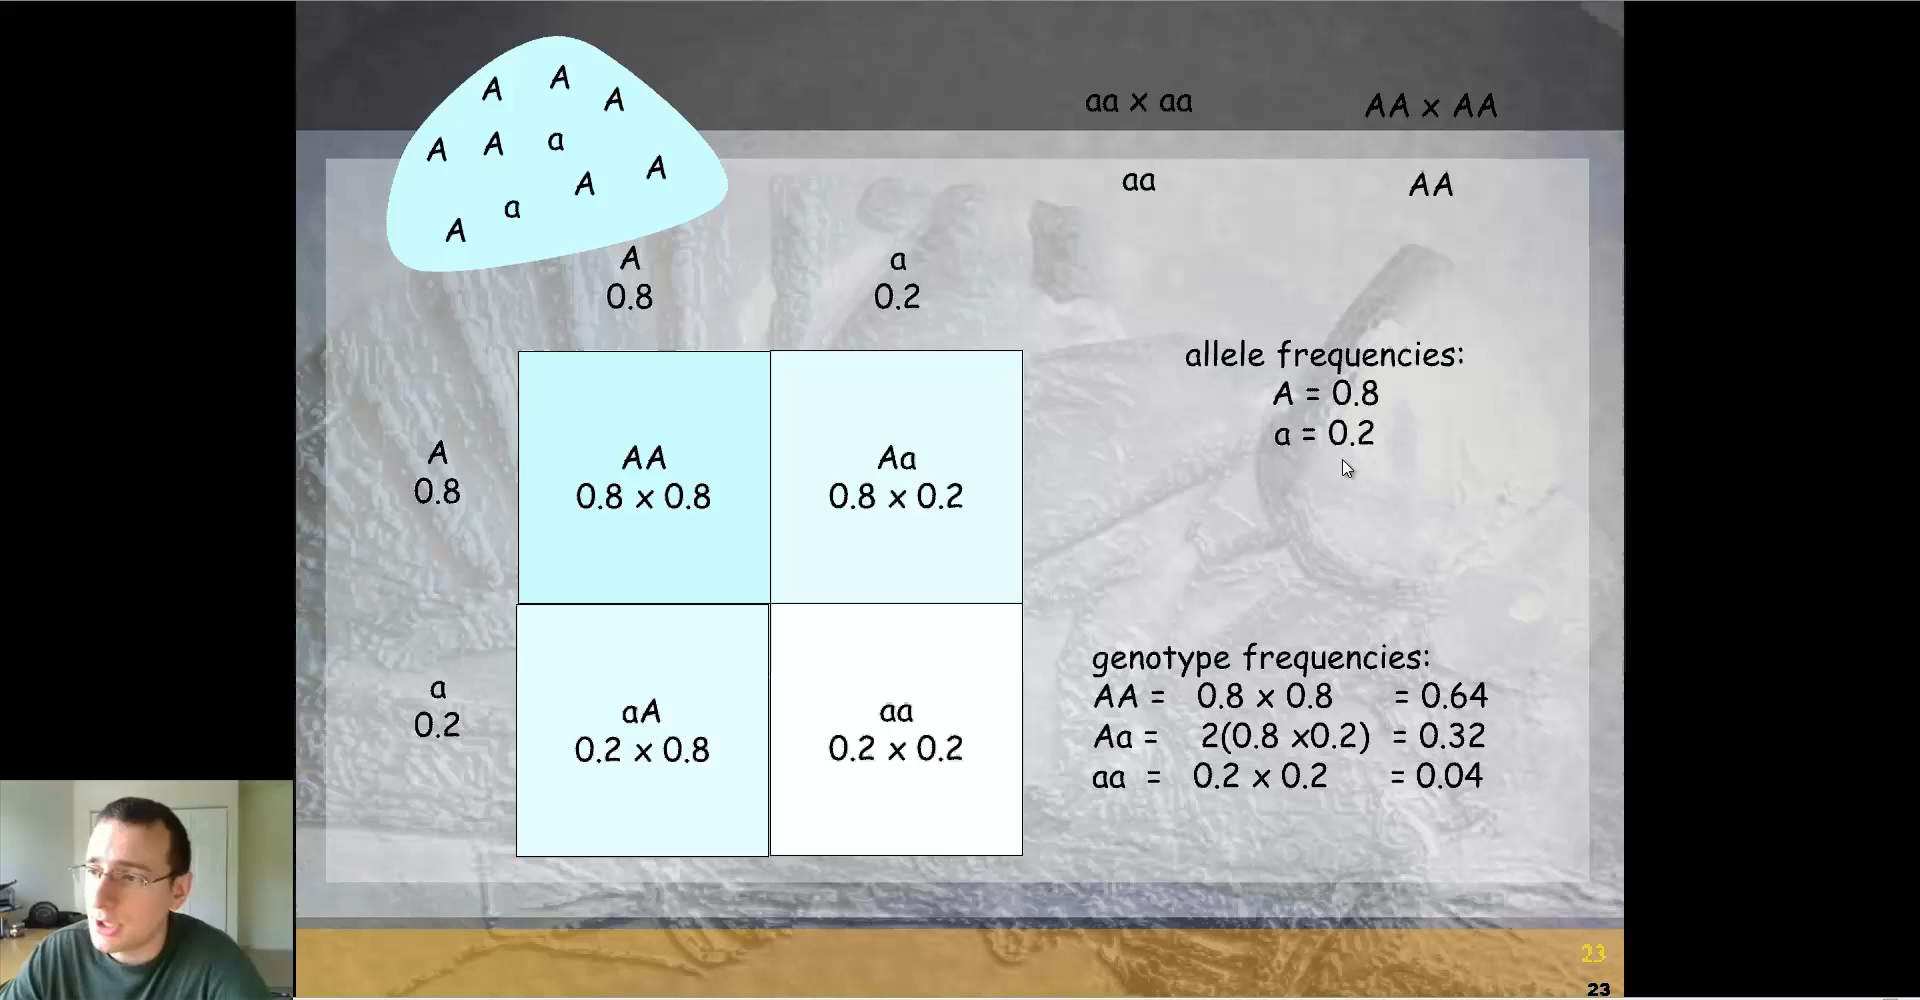 A A A
A A a A
A
a
A
aa x aa
AA x AA
aa
AA
A
0.8
a
0.2
allele frequencies:
A = 0.8
a = 0.2
A
0.8
AA
0.8 x 0.8
Aa
0.8 x 0.2
a
0.2
aA
0.2 x 0.8
aa
0.2 x 0.2
genotype frequencies:
AA = 0.8 x 0.8 = 0.64
Aa = 2(0.8 x0.2) = 0.32
aa = 0.2 x 0.2 = 0.04
23
23